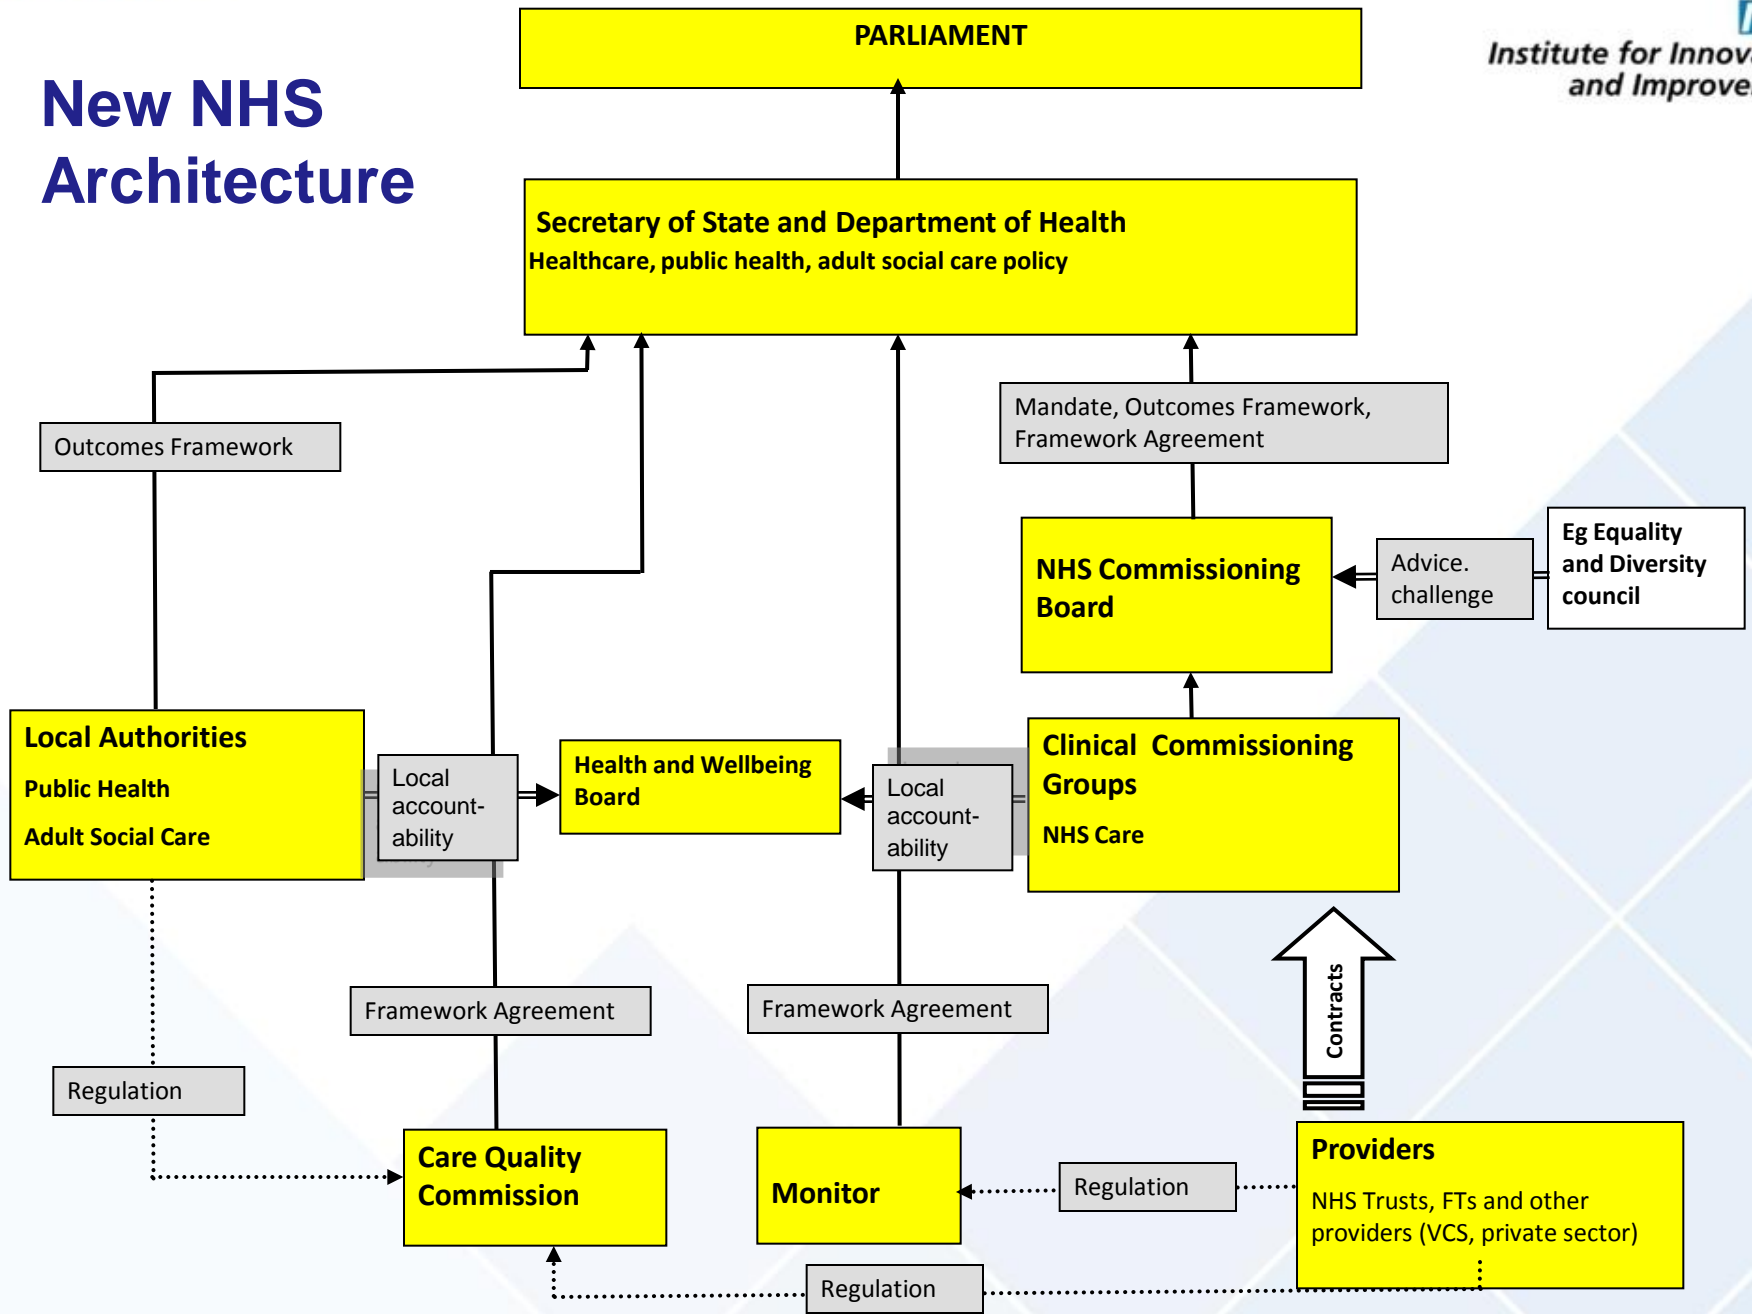 PARLIAMENT
Institute for
New NHS
Architecture
and
Secretary of State and Department of Health
Healthcare, public health, adult social care policy
Mandate, Outcomes Framework,
Framework Agreement
Outcomes Framework
NHS Commissioning
Board
Advice.
challenge
Eg Equality
and Diversity
council
Local Authorities
Public Health
Adult Social Care
Local
account-
ability
Health and Wellbeing
Board
Local
account-
ability
Clinical Commissioning
Groups
NHS Care
Contracts
Framework Agreement
Framework Agreement
Regulation
Care Quality
Commission
Monitor
Regulation
Providers
NHS Trusts, FTs and other
providers (VCS, private sector)
Regulation